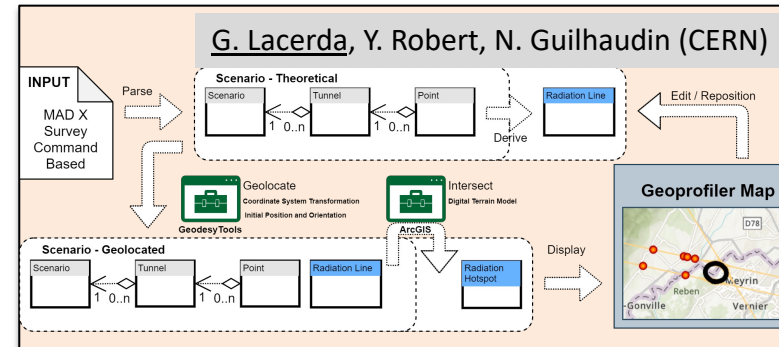 G. Lacerda, Y. Robert, N. Guilhaudin (CERN)
INPUT
MAD X
Survey
Command
Based
Parse
Scenario - Theoretical
Scenario
Tunnel
Point
1 0..n
1 0..n
Derive
Radiation Line
Edit / Reposition
Geolocate
Coordinate System Transformation
Initial Position and Orientation
GeodesyTools
Intersect
Digital Terrain Model
ArcGIS
Scenario - Geolocated
Scenario
Tunnel
Point
Radiation Line
1 0..n
1 0..n
Radiation
Hotspot
Display
Geoprofiler Map
D78
Meyrin
Reben
-Gonville
Vernier